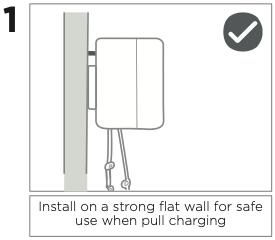 1
Install on a strong flat wall for safe
use when pull charging